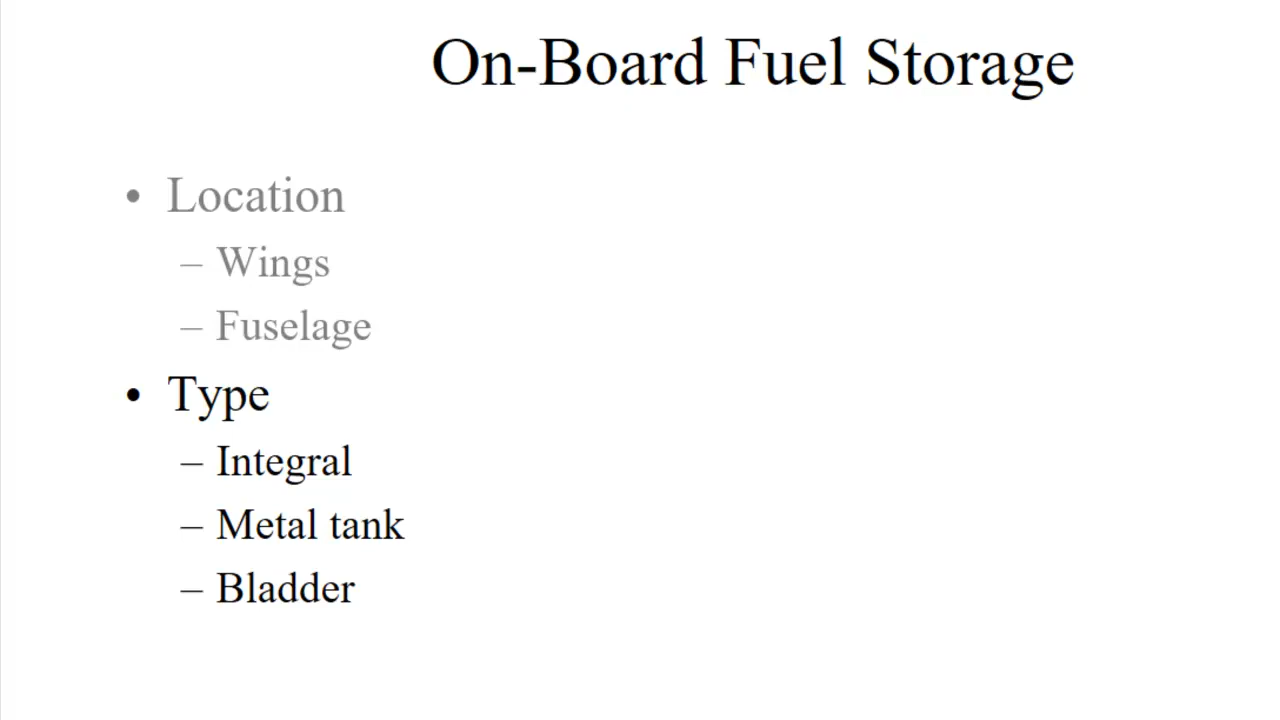 On-Board Fuel Storage
• Location
– Wings
– Fuselage
• Type
– Integral
– Metal tank
– Bladder